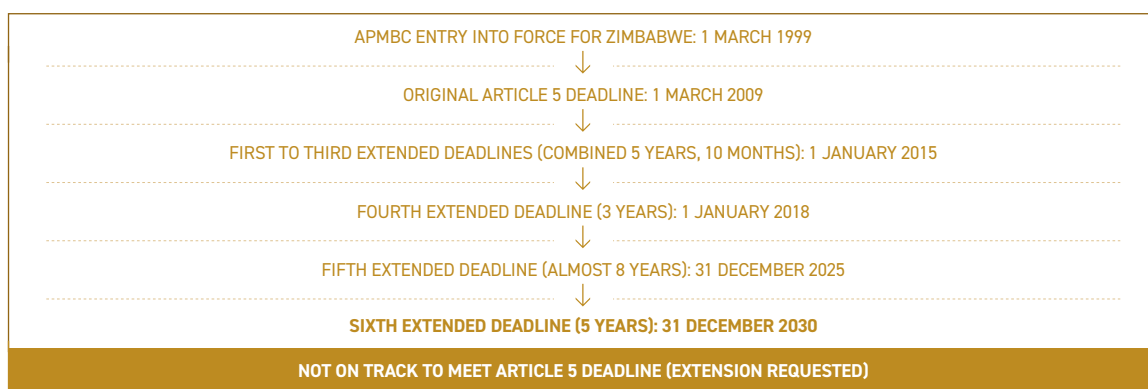 APMBC ENTRY INTO FORCE FOR ZIMBABWE: 1 MARCH 1999
ORIGINAL ARTICLE 5 DEADLINE: 1 MARCH 2009
FIRST TO THIRD EXTENDED DEADLINES (COMBINED 5 YEARS, 10 MONTHS): 1 JANUARY 2015
FOURTH EXTENDED DEADLINE (3 YEARS): 1 JANUARY 2018
FIFTH EXTENDED DEADLINE (ALMOST 8 YEARS): 31 DECEMBER 2025
SIXTH EXTENDED DEADLINE (5 YEARS): 31 DECEMBER 2030
NOT ON TRACK TO MEET ARTICLE 5 DEADLINE (EXTENSION REQUESTED)